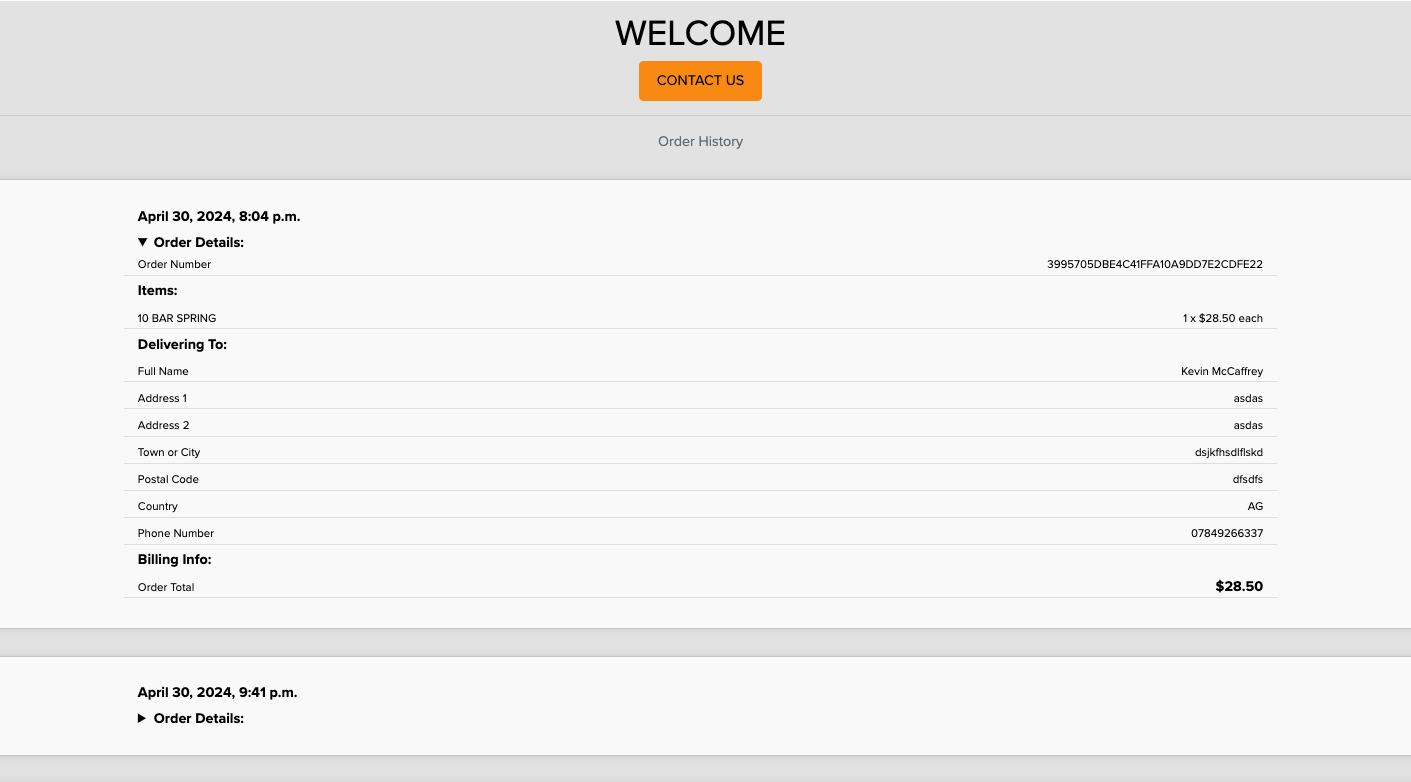 WELCOME
CONTACT US
Order History
April 30, 2024, 8:04 p.m.
▼ Order Details:
Order Number 3995705DBE4C41FFA10A9DD7E2CDFE22
Items:
10 BAR SPRING 1 x $28.50 each
Delivering To:
Full Name Kevin McCaffrey
Address 1 asdas
Address 2 asdas
Town or City dsjkfhsdlflskd
Postal Code dfsdfs
Country AG
Phone Number 07849266337
Billing Info:
Order Total $28.50
April 30, 2024, 9:41 p.m.
▶ Order Details: